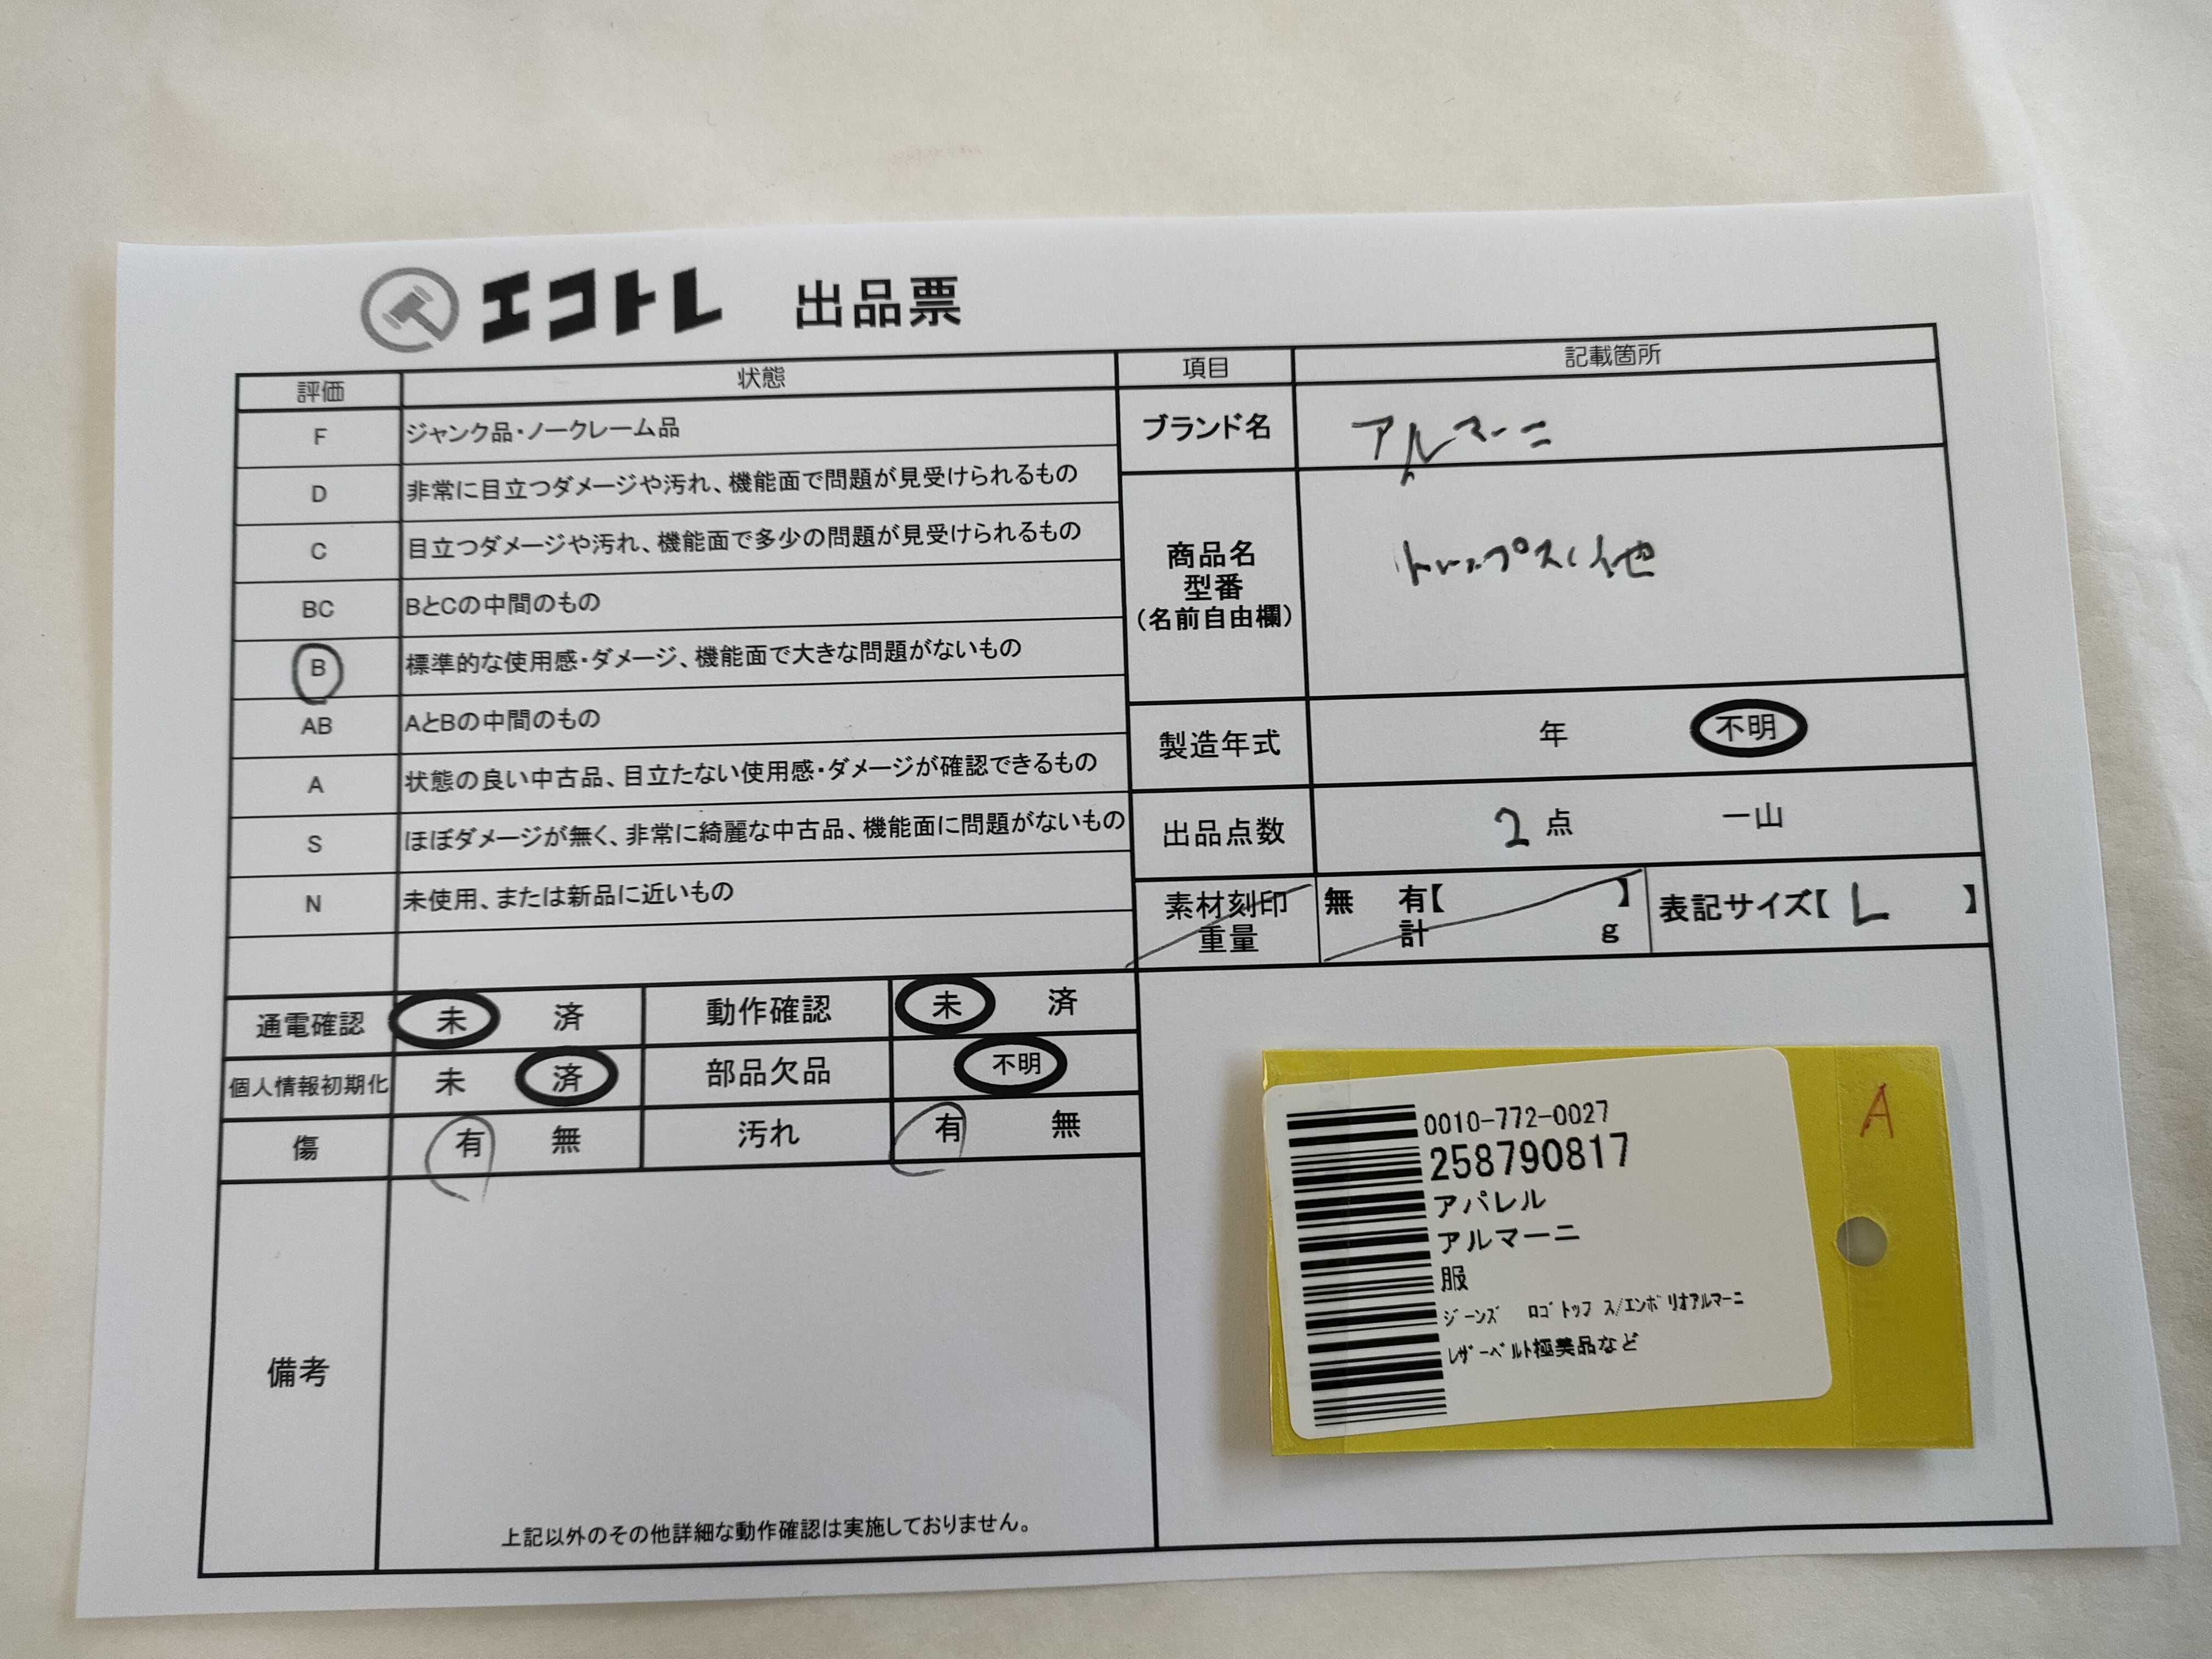 エコトレ 出品票
評価 状態
F ジャンク品・ノークレーム品
D 非常に目立つダメージや汚れ、機能面で問題が見受けられるもの
C 目立つダメージや汚れ、機能面で多少の問題が見受けられるもの
BC BとCの中間のもの
B 標準的な使用感・ダメージ、機能面で大きな問題がないもの
AB AとBの中間のもの
A 状態の良い中古品、目立たない使用感・ダメージが確認できるもの
S ほぼダメージが無く、非常に綺麗な中古品、機能面に問題がないもの
N 未使用、または新品に近いもの
項目 記載箇所
ブランド名 アルマーニ
商品名
型番
(名前自由欄)
トップス、他
製造年式 年 不明
出品点数 2 点 一山
素材刻印 無 有【 】
重量 計 g
表記サイズ【 L 】
通電確認 未 済 動作確認 未 済
個人情報初期化 未 済 部品欠品 不明
傷 有 無 汚れ 有 無
備考
上記以外のその他詳細な動作確認は実施しておりません。
A
0010-772-0027
258790817
アパレル
アルマーニ
服
ジーンズ ロゴトップス/エンポリオアルマーニ
レザーベルト極美品など